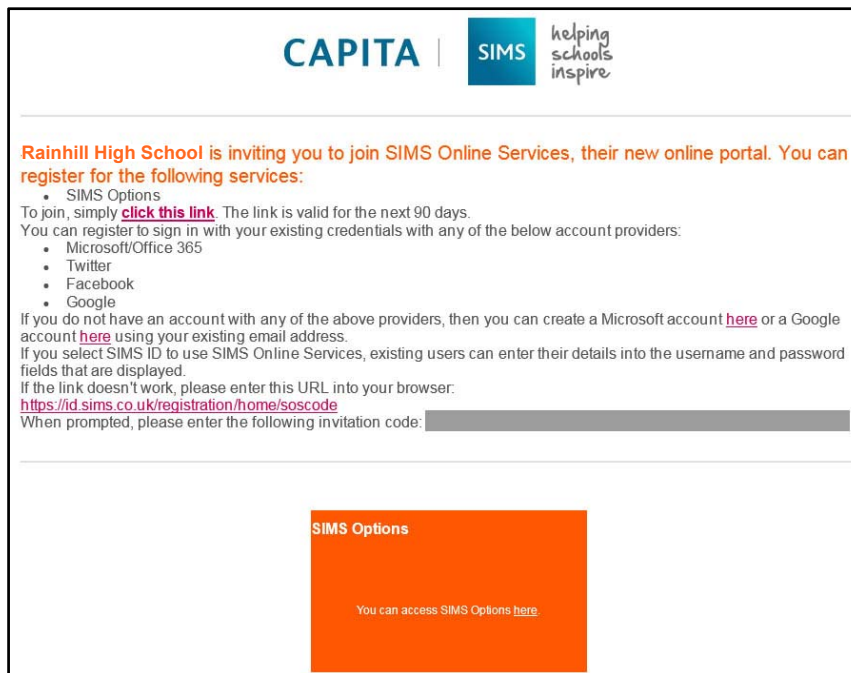 CAPITA
SIMS
helping
schools
inspire
Rainhill High School is inviting you to join SIMS Online Services, their new online portal. You can
register for the following services:
• SIMS Options
To join, simply click this link. The link is valid for the next 90 days.
You can register to sign in with your existing credentials with any of the below account providers:
• Microsoft/Office 365
• Twitter
• Facebook
• Google
If you do not have an account with any of the above providers, then you can create a Microsoft account here or a Google
account here using your existing email address.
If you select SIMS ID to use SIMS Online Services, existing users can enter their details into the username and password
fields that are displayed.
If the link doesn't work, please enter this URL into your browser:
https://id.sims.co.uk/registration/home/soscode
When prompted, please enter the following invitation code:
SIMS Options
You can access SIMS Options here.